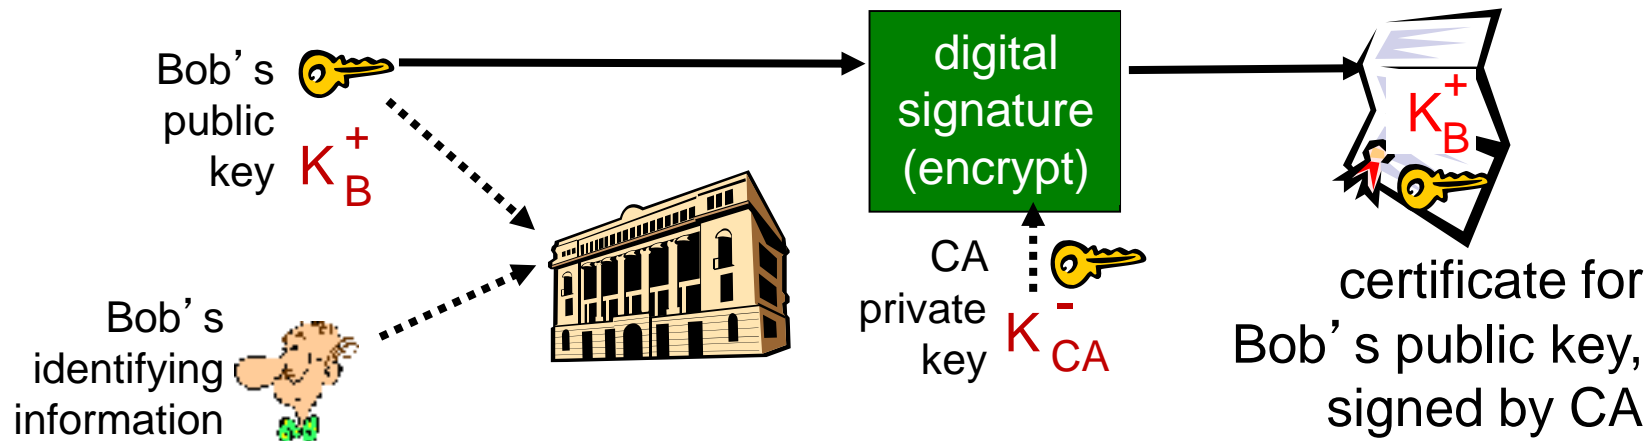 Bob’s
public
key
K
+
B
Bob’s
identifying
information
digital
signature
(encrypt)
CA
private
key
K
-
CA
K
+
B
certificate for
Bob’s public key,
signed by CA